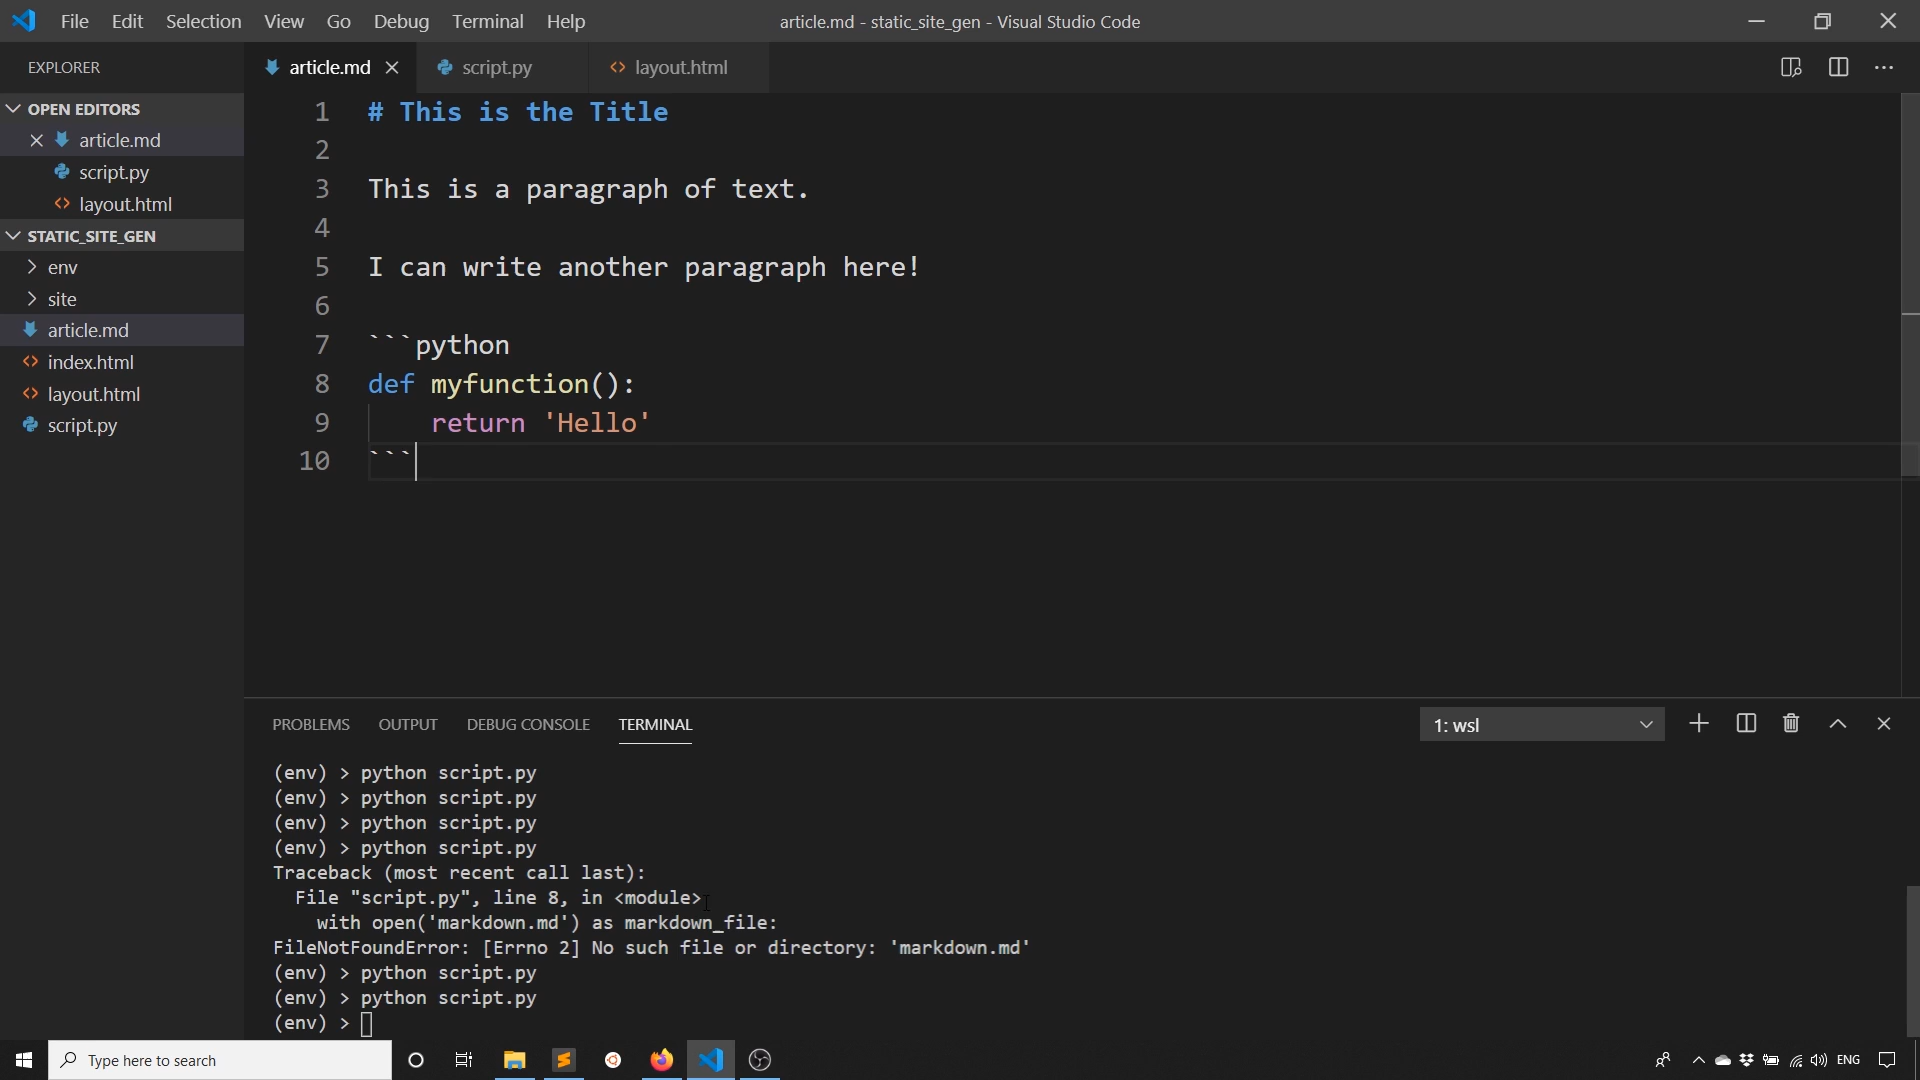 File Edit Selection View Go Debug Terminal Help
article.md - static_site_gen - Visual Studio Code
EXPLORER
OPEN EDITORS
article.md
script.py
layout.html
STATIC_SITE_GEN
env
site
article.md
index.html
layout.html
script.py
article.md
script.py
layout.html
1 # This is the Title
2
3 This is a paragraph of text.
4
5 I can write another paragraph here!
6
7 ```python
8 def myfunction():
9 return 'Hello'
10 ```
PROBLEMS OUTPUT DEBUG CONSOLE TERMINAL
1: wsl
(env) > python script.py
(env) > python script.py
(env) > python script.py
(env) > python script.py
Traceback (most recent call last):
File "script.py", line 8, in <module>
with open('markdown.md') as markdown_file:
FileNotFoundError: [Errno 2] No such file or directory: 'markdown.md'
(env) > python script.py
(env) > python script.py
(env) >
Type here to search
ENG